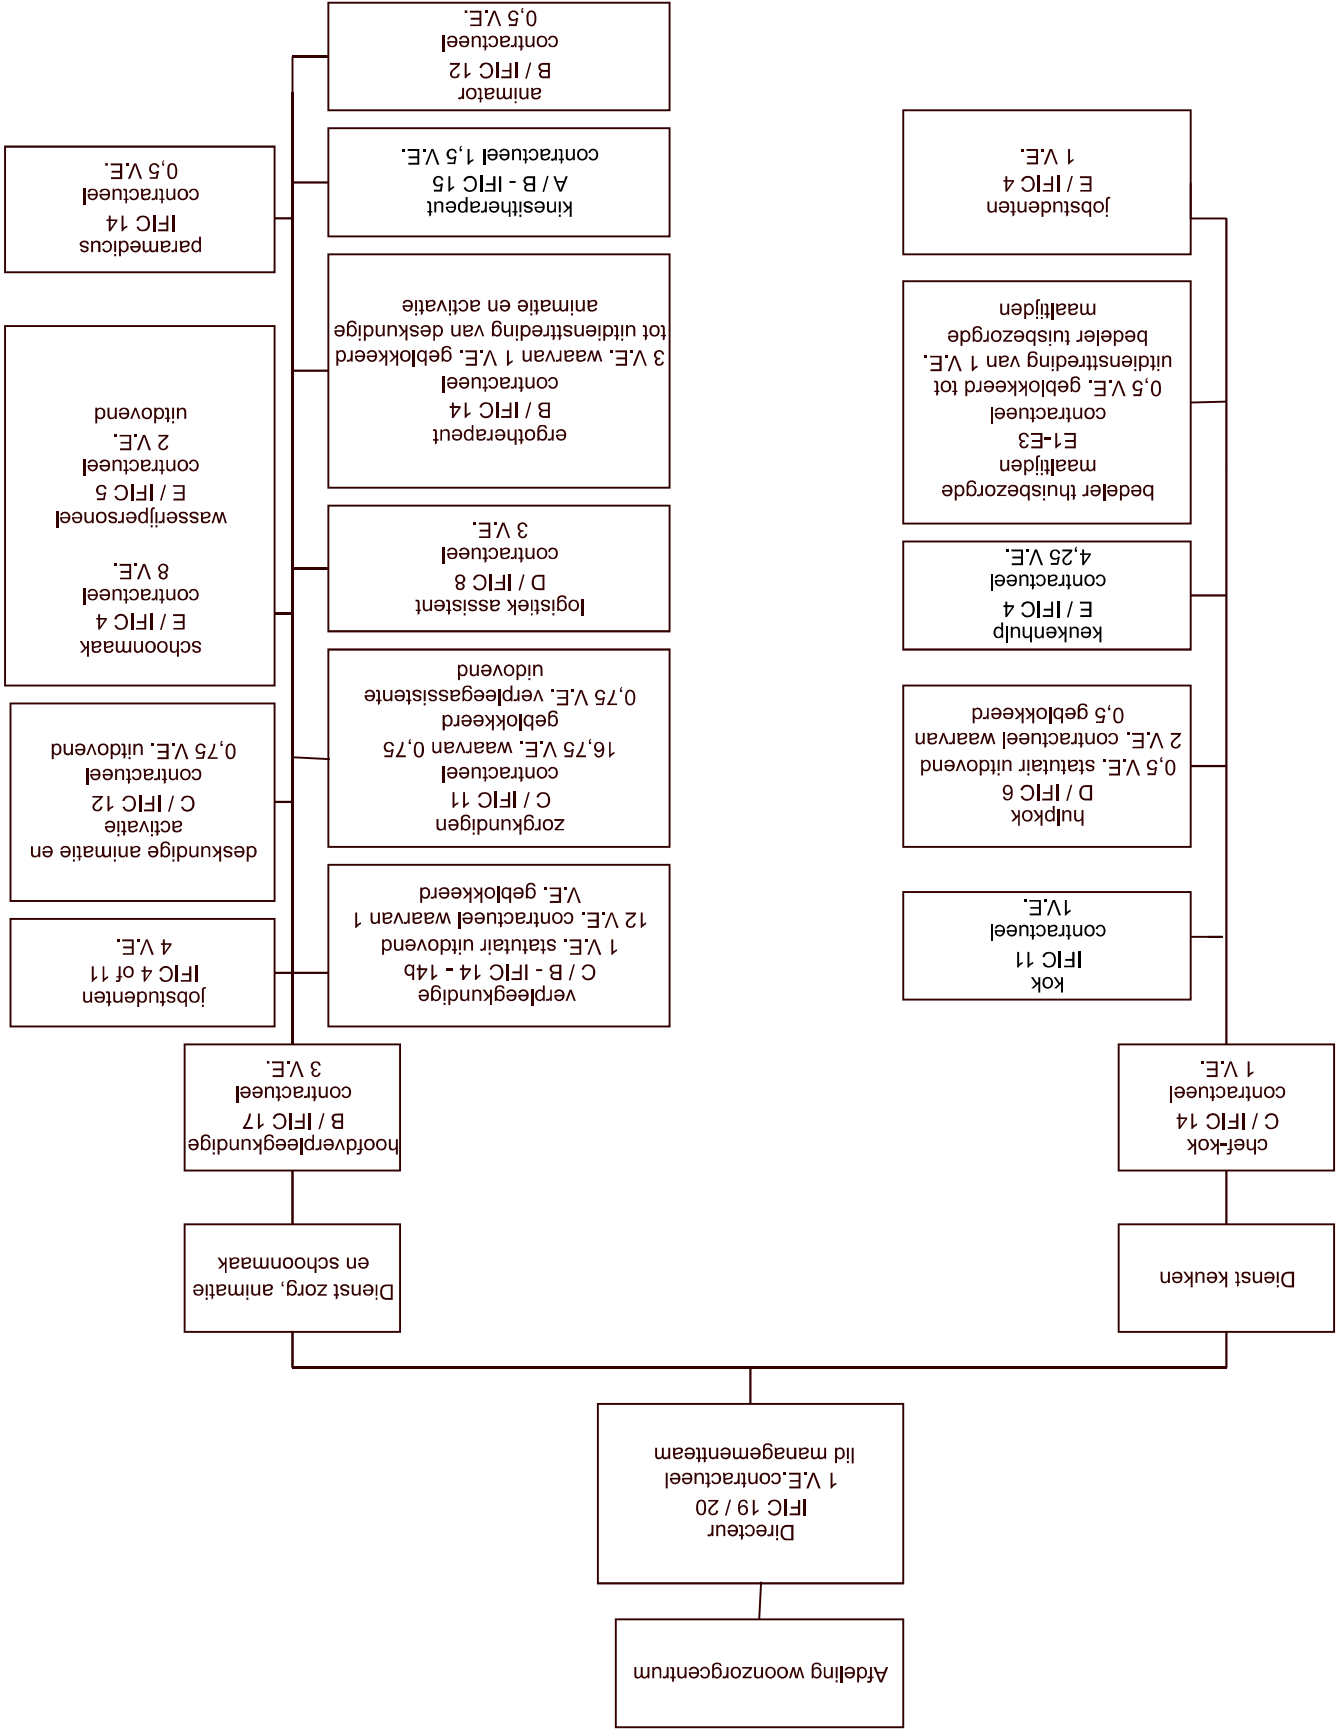 Afdeling woonzorgcentrum
Directeur
IFIC 19 / 20
1 V.E.contractueel
lid managementteam
Dienst keuken
chef-kok
C / IFIC 14
contractueel
1 V.E.
kok
IFIC 11
contractueel
1V.E.
hulpkok
D / IFIC 6
0,5 V.E. statutair uitdovend
2 V.E. contractueel waarvan
0,5 geblokkeerd
keukenhulp
E / IFIC 4
contractueel
4,25 V.E.
bedeler thuisbezorgde
maaltijden
E1-E3
contractueel
0,5 V.E. geblokkeerd tot
uitdiensttreding van 1 V.E.
bedeler tuisbezorgde
maaltijden
jobstudenten
E / IFIC 4
1 V.E.
Dienst zorg, animatie
en schoonmaak
hoofdverpleegkundige
B / IFIC 17
contractueel
3 V.E.
verpleegkundige
C / B - IFIC 14 - 14b
1 V.E. statutair uitdovend
12 V.E. contractueel waarvan 1
V.E. geblokkeerd
zorgkundigen
C / IFIC 11
contractueel
16,75 V.E. waarvan 0,75
geblokkeerd
0,75 V.E. verpleegassistente
uidovend
logistiek assistent
D / IFIC 8
contractueel
3 V.E.
ergotherapeut
B / IFIC 14
contractueel
3 V.E. waarvan 1 V.E. geblokkeerd
tot uitdiensttreding van deskundige
animatie en activatie
kinesitherapeut
A / B - IFIC 15
contractueel 1,5 V.E.
animator
B / IFIC 12
contractueel
0,5 V.E.
jobstudenten
IFIC 4 of 11
4 V.E.
deskundige animatie en
activatie
C / IFIC 12
contractueel
0,75 V.E. uitdovend
schoonmaak
E / IFIC 4
contractueel
8 V.E.
wasserijpersoneel
E / IFIC 5
contractueel
2 V.E.
uitdovend
paramedicus
IFIC 14
contractueel
0,5 V.E.